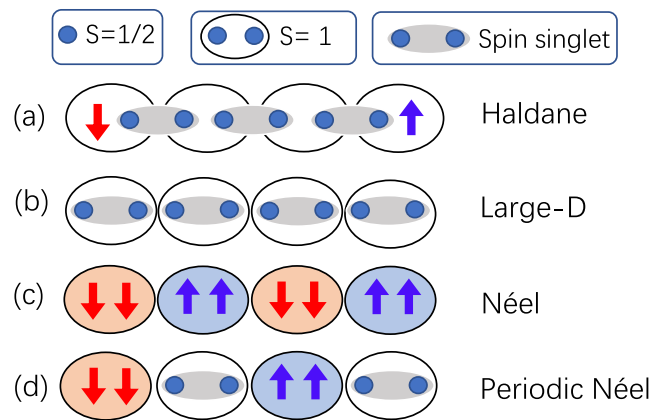 S=1/2
S= 1
Spin singlet
(a) Haldane
(b) Large-D
(c) Néel
(d) Periodic Néel